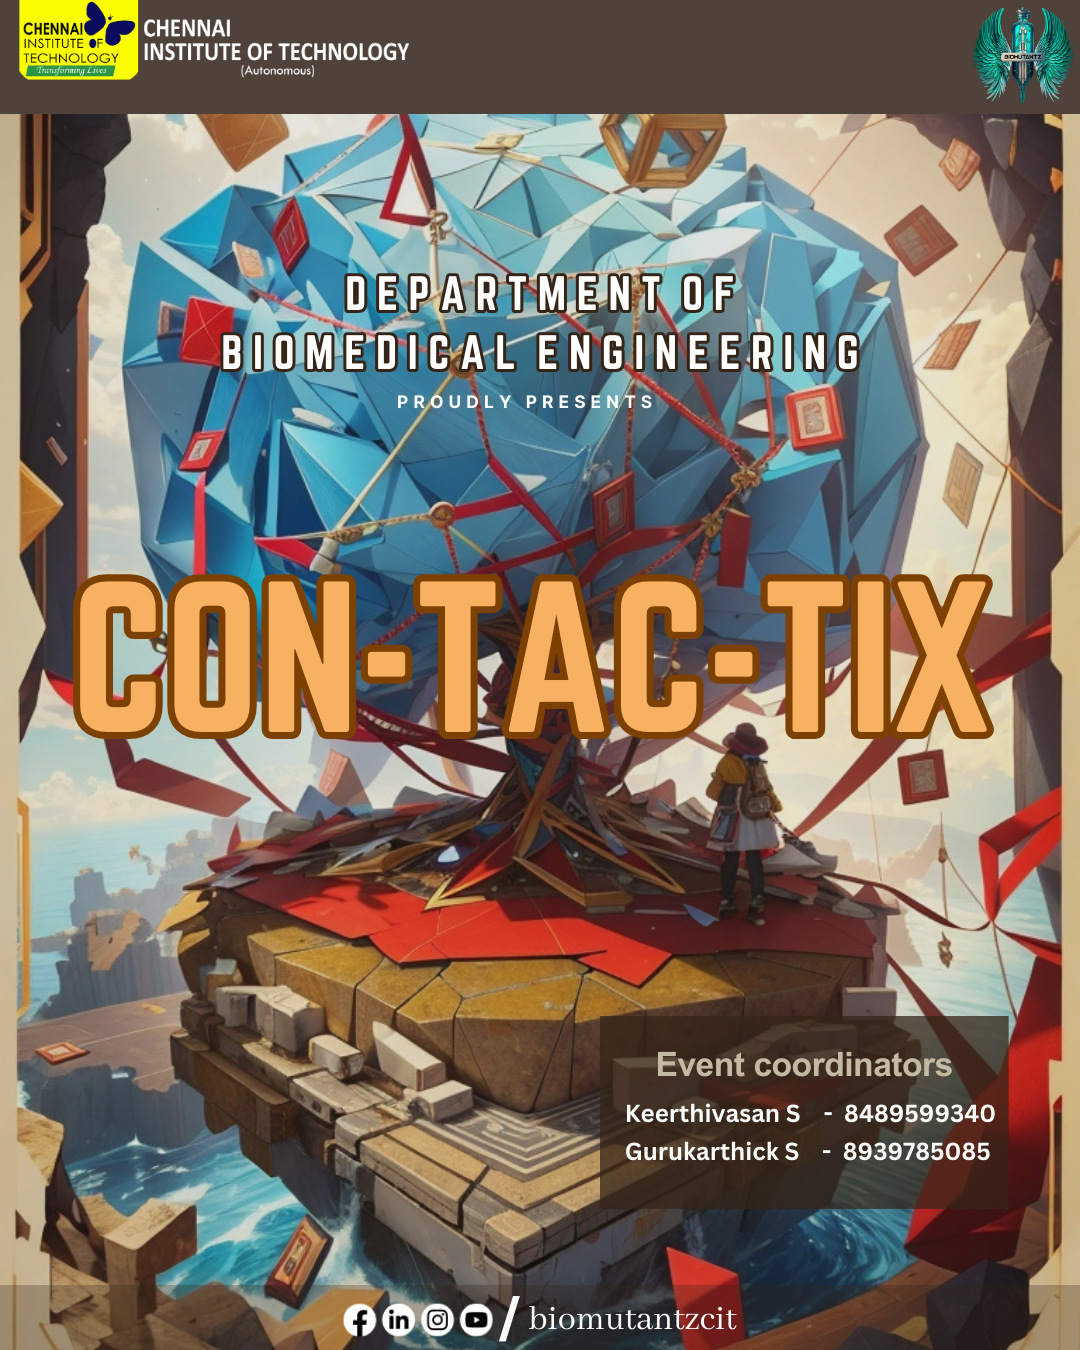 CHENNAI
INSTITUTE OF
TECHNOLOGY
Transforming Lives
CHENNAI
INSTITUTE OF TECHNOLOGY
(Autonomous)
BIOMUTANTZ
DEPARTMENT OF
BIOMEDICAL ENGINEERING
PROUDLY PRESENTS
CON-TAC-TIX
Event coordinators
Keerthivasan S - 8489599340
Gurukarthick S - 8939785085
/ biomutantzcit